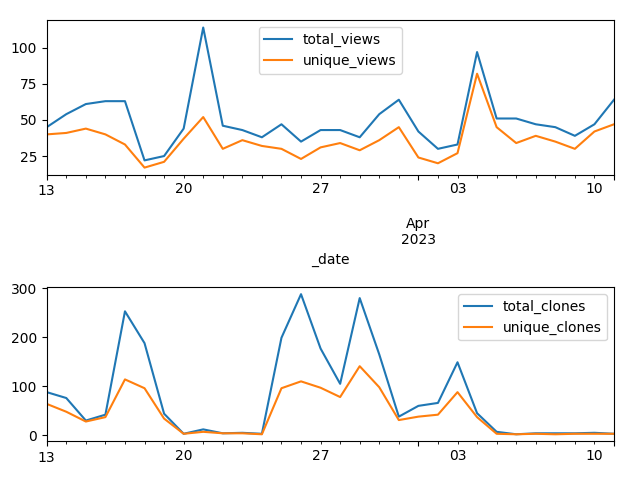 total_views
unique_views
100
75
50
25
13 20 27 03 10
Apr
2023
_date
total_clones
unique_clones
300
200
100
0
13 20 27 03 10